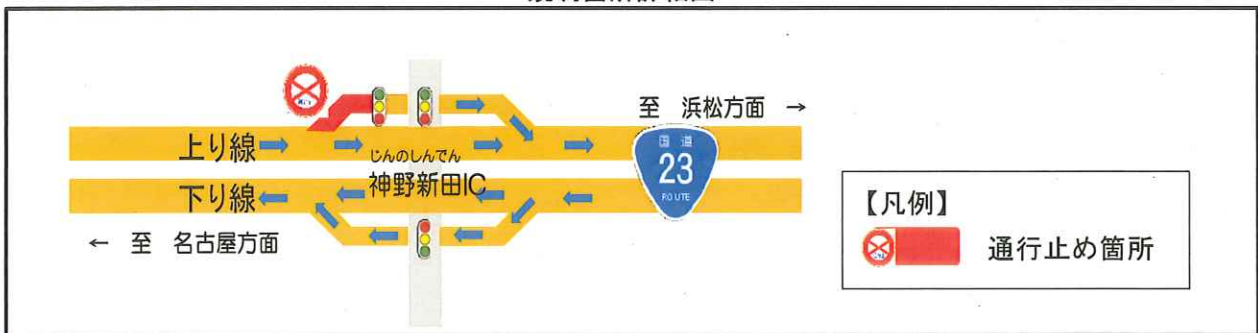 至 浜松方面 →
上り線
じんのしんでん
神野新田IC
国道
23
ROUTE
下り線
← 至 名古屋方面
【凡例】
通行止め箇所